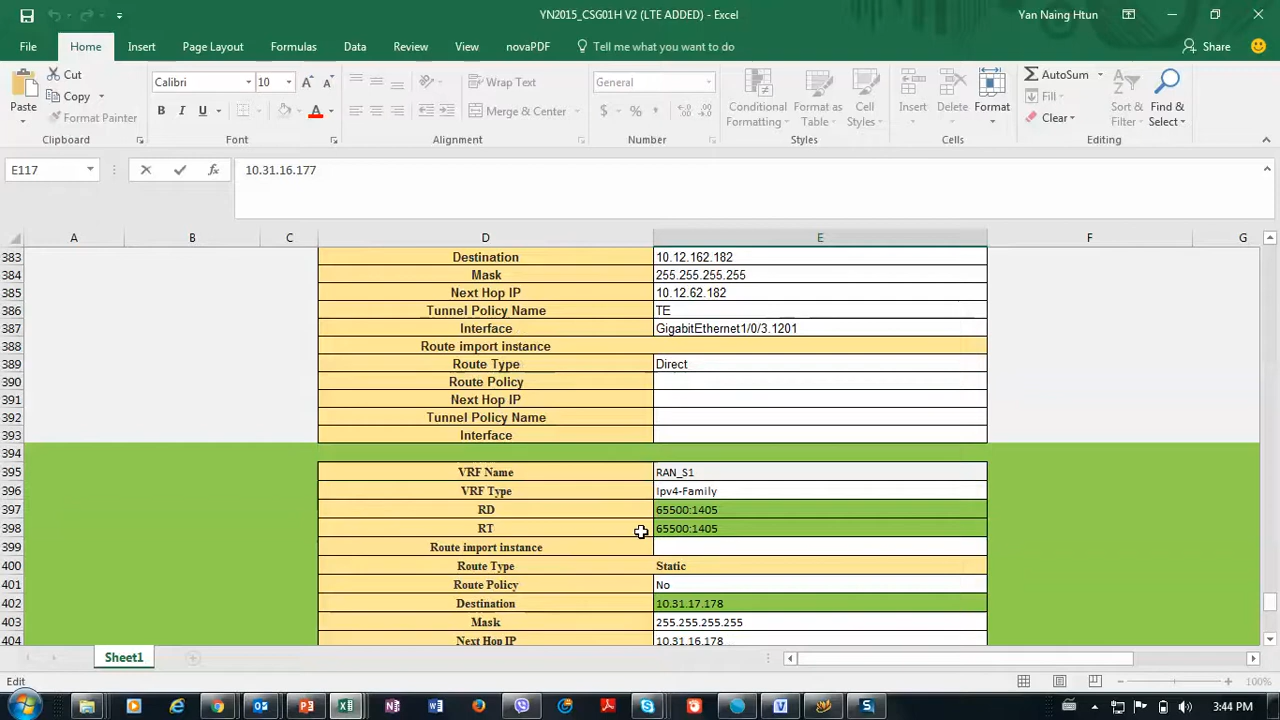 YN2015_CSG01H V2 (LTE ADDED) - Excel
Yan Naing Htun
File Home Insert Page Layout Formulas Data Review View novaPDF Tell me what you want to do Share
Paste
Cut
Copy
Format Painter
Clipboard
Calibri 10
B I U
Font
Wrap Text
Merge & Center
Alignment
General
$ % ,
Number
Conditional Formatting
Format as Table
Cell Styles
Styles
Insert
Delete
Format
Cells
AutoSum
Fill
Clear
Sort & Filter
Find & Select
Editing
E117 fx 10.31.16.177
A B C D E F G
383 Destination 10.12.162.182
384 Mask 255.255.255.255
385 Next Hop IP 10.12.62.182
386 Tunnel Policy Name TE
387 Interface GigabitEthernet1/0/3.1201
388 Route import instance
389 Route Type Direct
390 Route Policy
391 Next Hop IP
392 Tunnel Policy Name
393 Interface
394
395 VRF Name RAN_S1
396 VRF Type Ipv4-Family
397 RD 65500:1405
398 RT 65500:1405
399 Route import instance
400 Route Type Static
401 Route Policy No
402 Destination 10.31.17.178
403 Mask 255.255.255.255
404 Next Hop IP 10.31.16.178
Sheet1
Edit
100%
3:44 PM